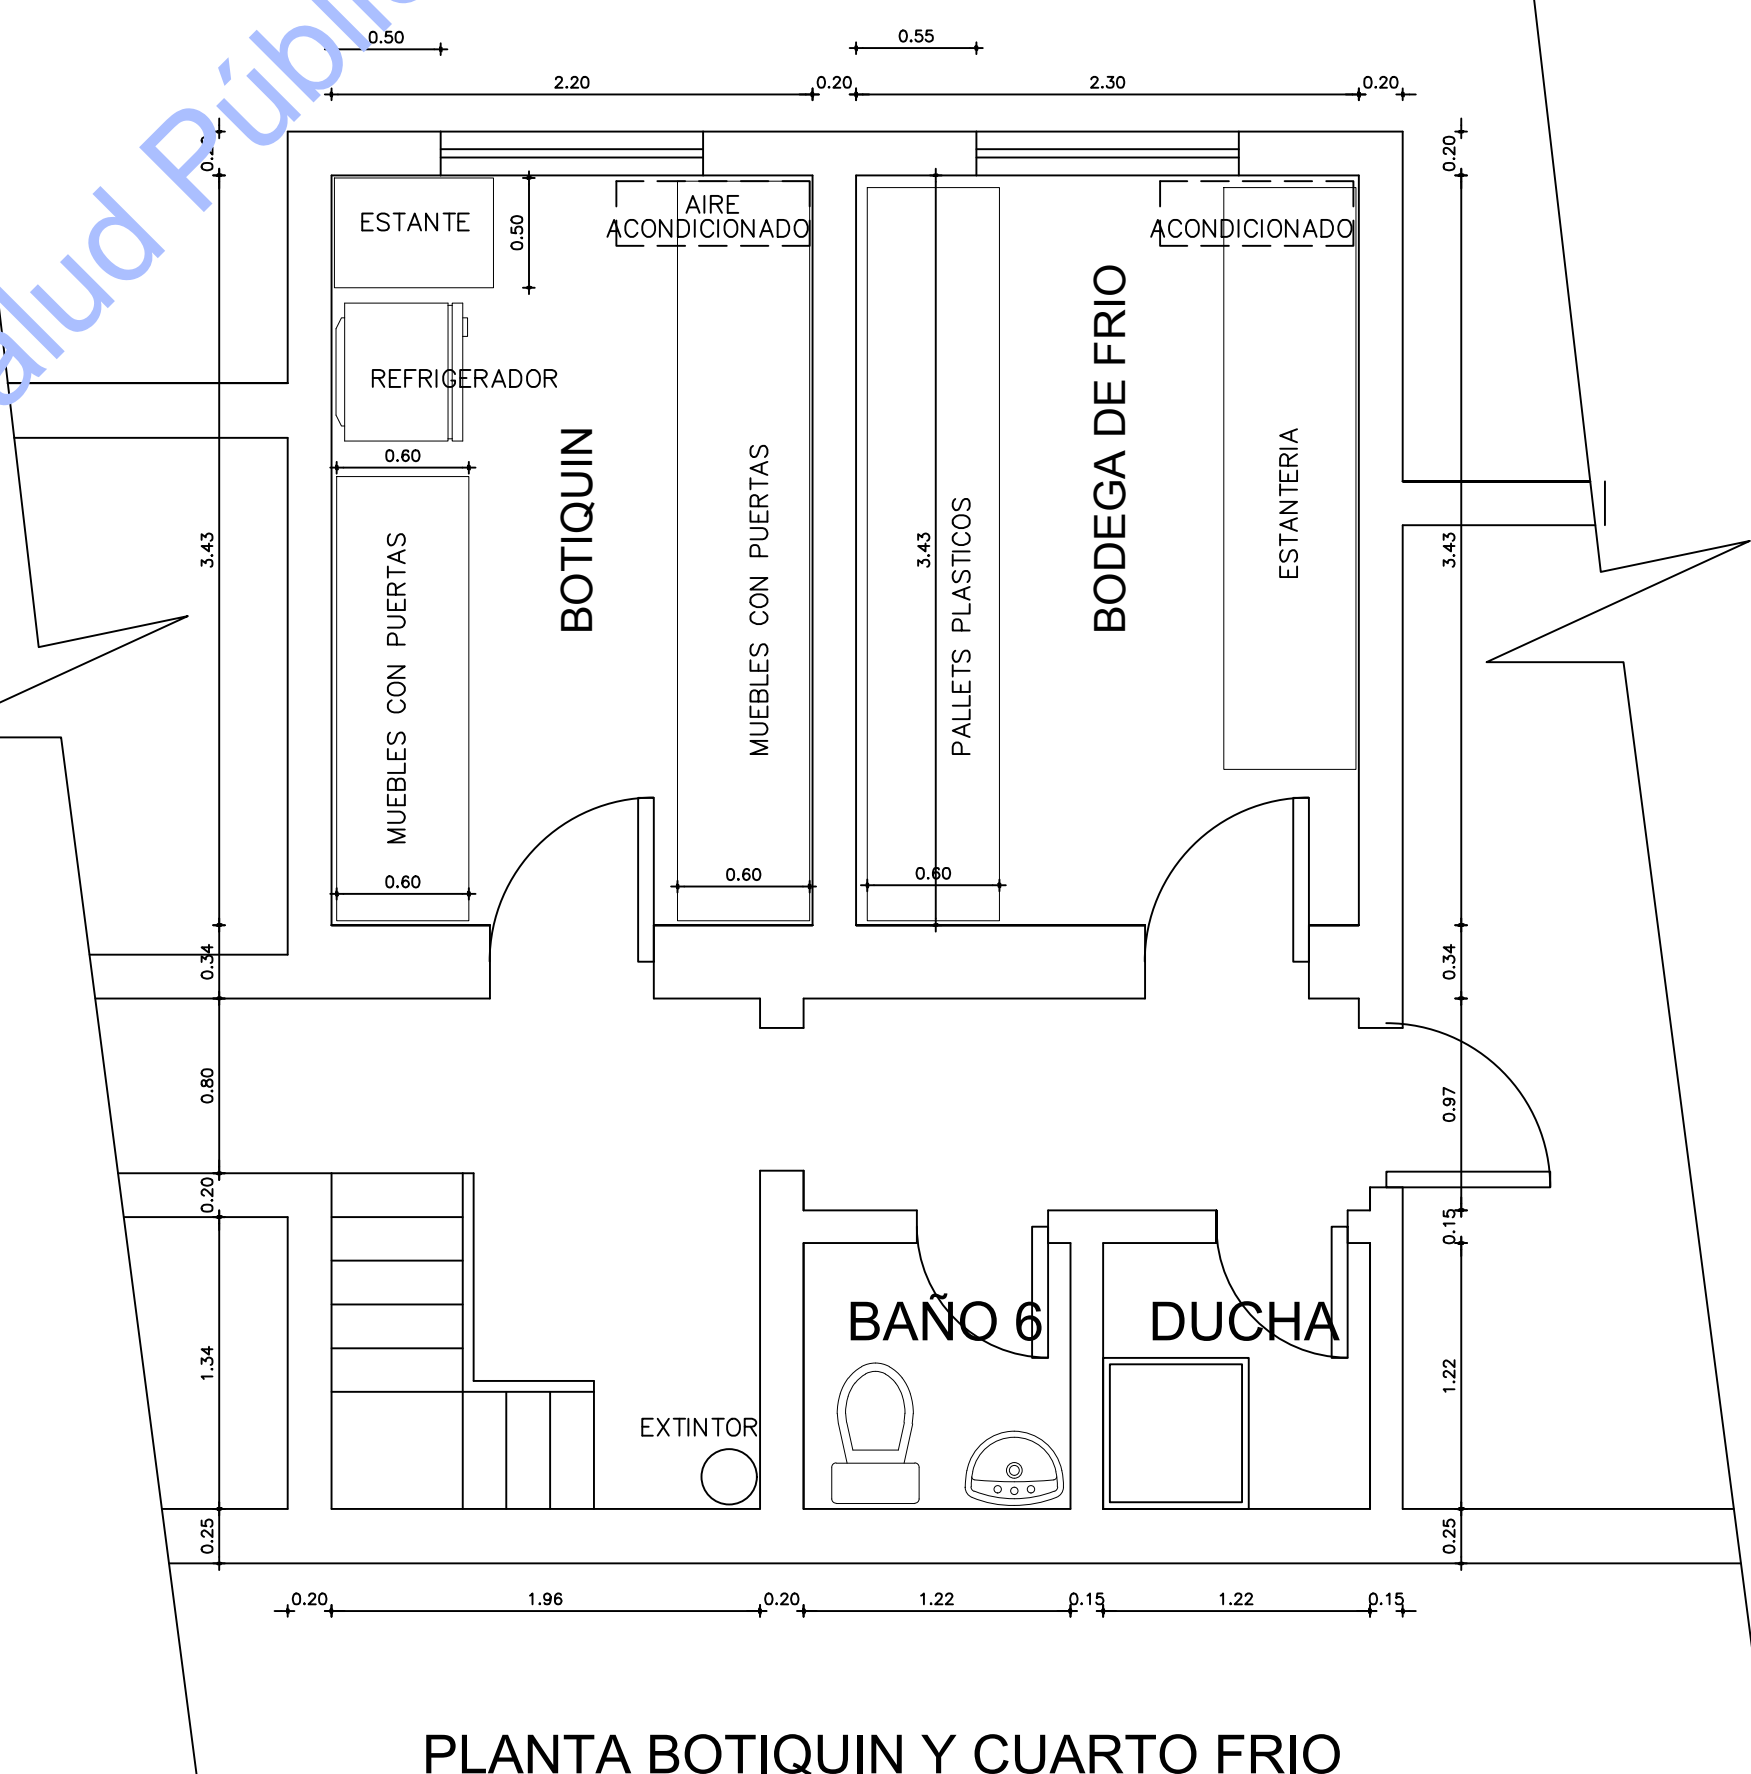 alud Públi
0.50
0.55
2.20
0.20
2.30
0.20
0.20
0.20
AIRE
ACONDICIONADO
ACONDICIONADO
ESTANTE
0.50
REFRIGERADOR
0.60
BOTIQUIN
BODEGA DE FRIO
MUEBLES CON PUERTAS
MUEBLES CON PUERTAS
PALLETS PLASTICOS
ESTANTERIA
3.43
3.43
3.43
0.60
0.60
0.60
0.34
0.34
0.80
0.97
0.20
0.15
BAÑO 6
DUCHA
1.34
1.22
EXTINTOR
0.25
0.25
0.20
1.96
0.20
1.22
0.15
1.22
0.15
PLANTA BOTIQUIN Y CUARTO FRIO